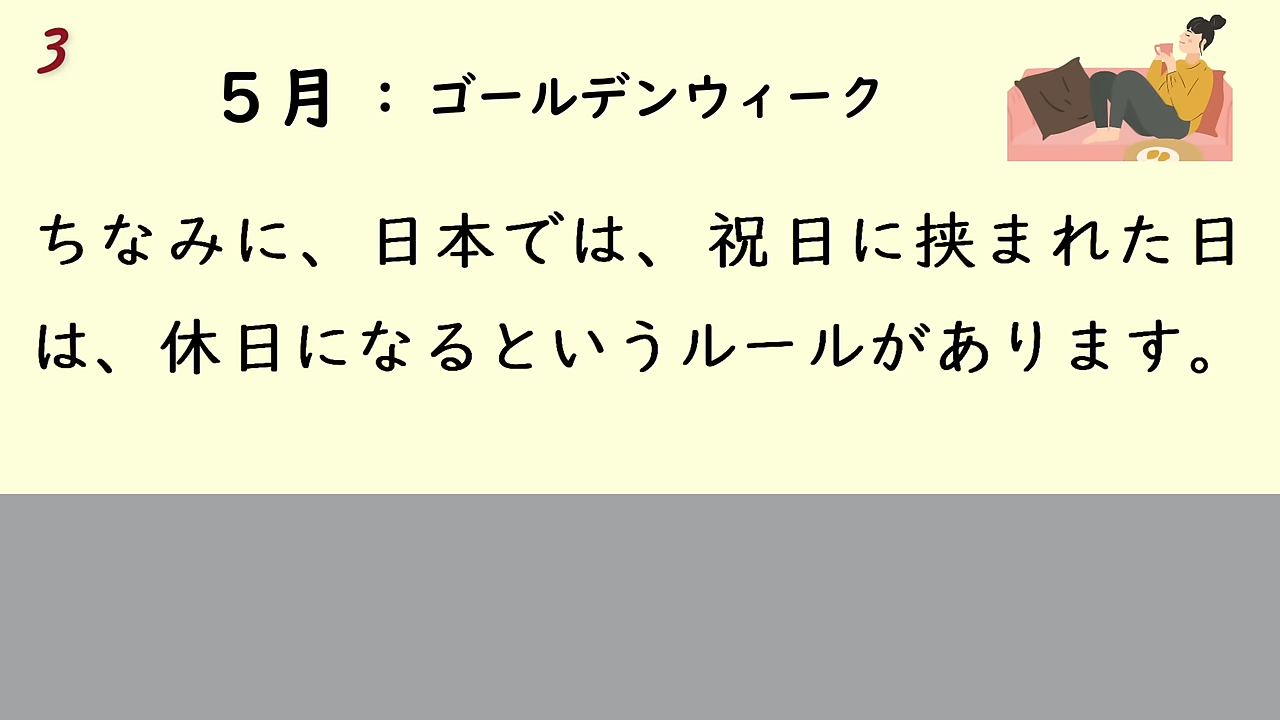 3
5月：ゴールデンウィーク
ちなみに、日本では、祝日に挟まれた日
は、休日になるというルールがあります。